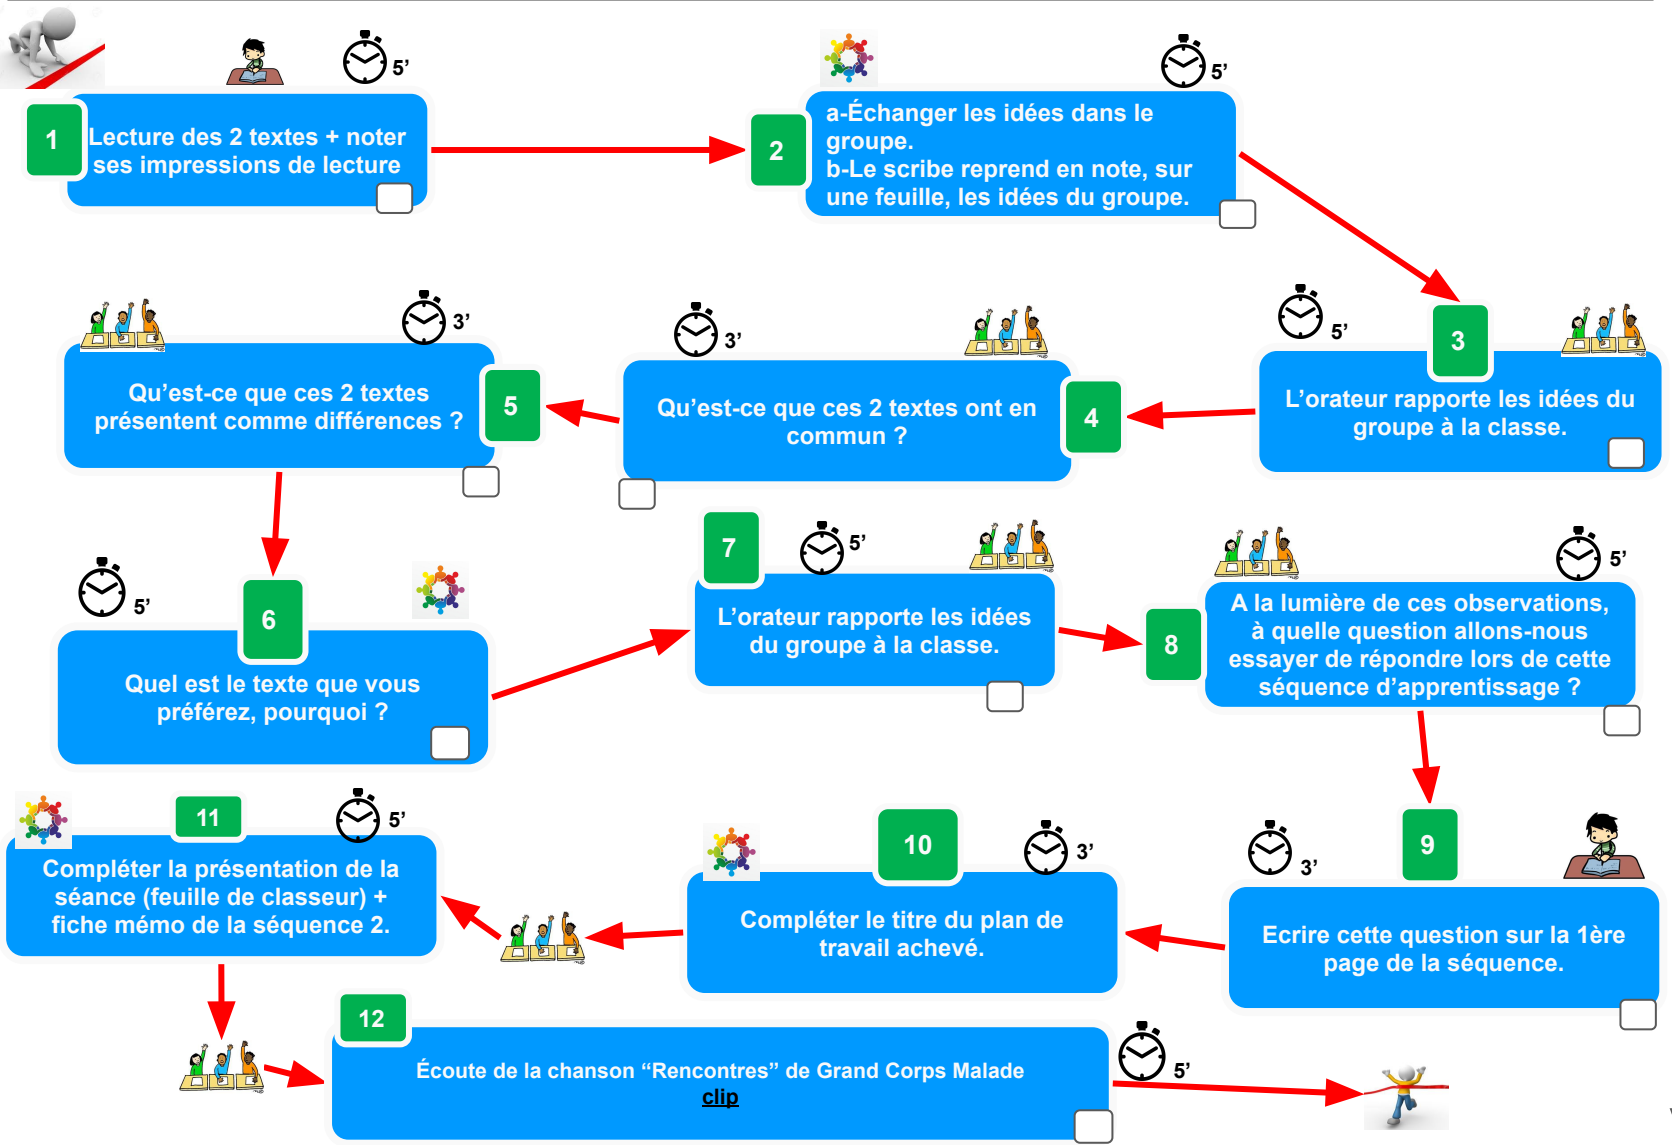 5’
1
Lecture des 2 textes + noter
ses impressions de lecture
5’
2
a-Échanger les idées dans le
groupe.
b-Le scribe reprend en note, sur
une feuille, les idées du groupe.
5’
3
L’orateur rapporte les idées du
groupe à la classe.
3’
4
Qu’est-ce que ces 2 textes ont en
commun ?
3’
5
Qu’est-ce que ces 2 textes
présentent comme différences ?
5’
6
Quel est le texte que vous
préférez, pourquoi ?
7
5’
L’orateur rapporte les idées
du groupe à la classe.
5’
8
A la lumière de ces observations,
à quelle question allons-nous
essayer de répondre lors de cette
séquence d’apprentissage ?
3’
9
Ecrire cette question sur la 1ère
page de la séquence.
10
3’
Compléter le titre du plan de
travail achevé.
11
5’
Compléter la présentation de la
séance (feuille de classeur) +
fiche mémo de la séquence 2.
12
5’
Écoute de la chanson “Rencontres” de Grand Corps Malade
clip